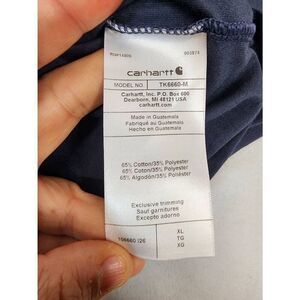 carhartt
MODEL NO. TK6660-M
Carhartt, Inc. P.O. Box 600
Dearborn, MI 48121 USA
carhartt.com
Made in Guatemala
Fabriqué au Guatemala
Hecho en Guatemala
65% Cotton/35% Polyester
65% Coton/35% Polyester
65% Algodón/35% Poliéster
Exclusive trimming
Sauf garnitures
Excepto adorno
106660 I26
XL
TG
XG